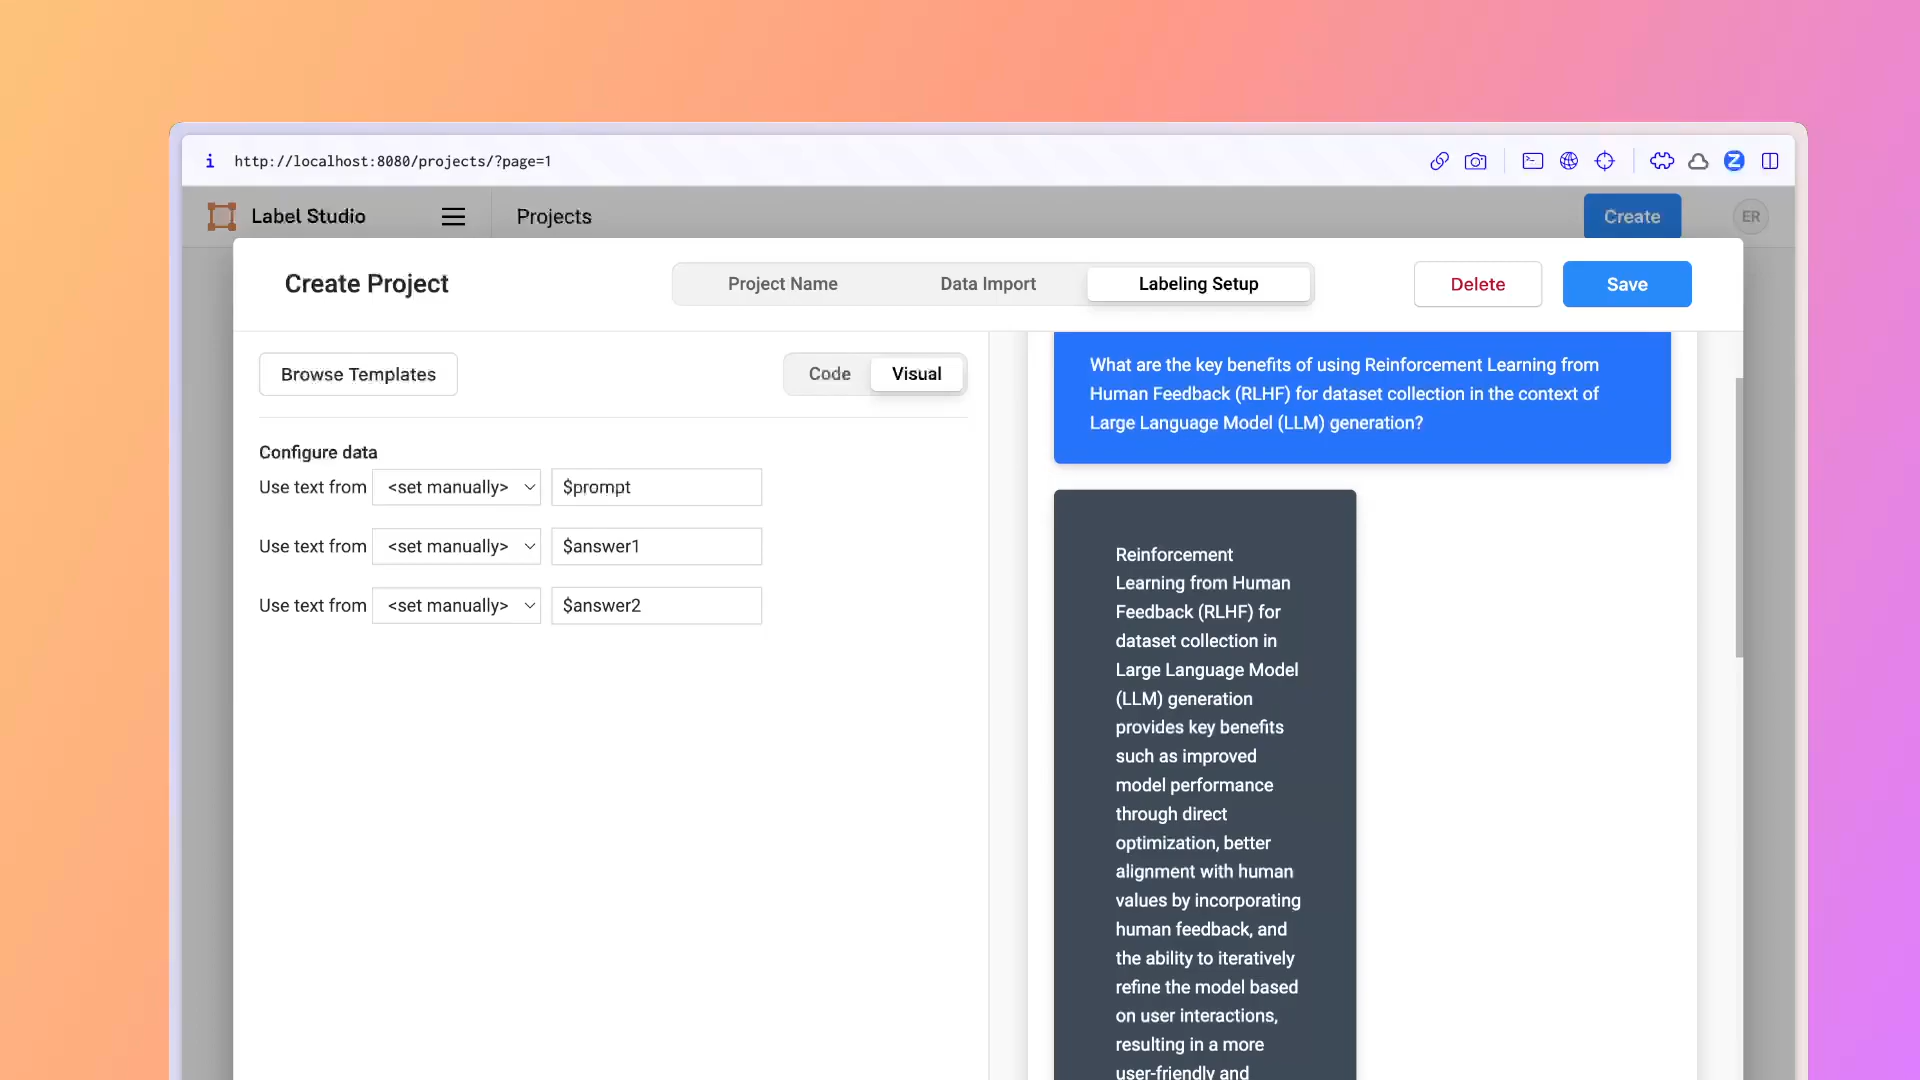 i http://localhost:8080/projects/?page=1
Z
Label Studio
Projects
Create
ER
Create Project
Project Name
Data Import
Labeling Setup
Delete
Save
Browse Templates
Code
Visual
Configure data
Use text from <set manually> $prompt
Use text from <set manually> $answer1
Use text from <set manually> $answer2
What are the key benefits of using Reinforcement Learning from
Human Feedback (RLHF) for dataset collection in the context of
Large Language Model (LLM) generation?
Reinforcement
Learning from Human
Feedback (RLHF) for
dataset collection in
Large Language Model
(LLM) generation
provides key benefits
such as improved
model performance
through direct
optimization, better
alignment with human
values by incorporating
human feedback, and
the ability to iteratively
refine the model based
on user interactions,
resulting in a more
user-friendly and